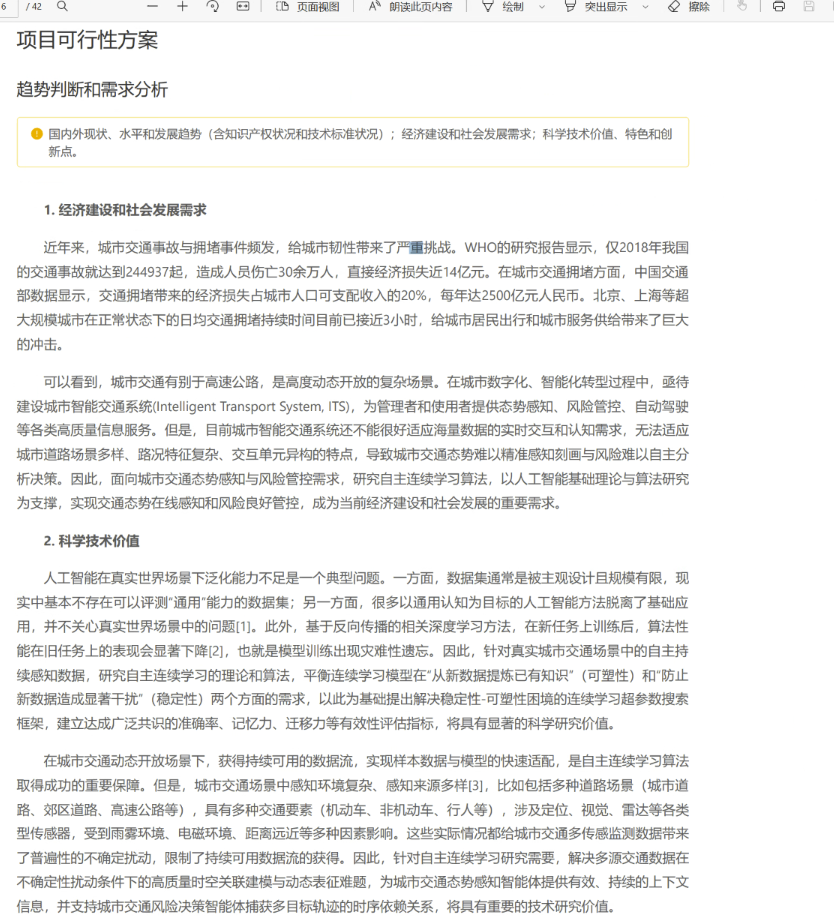 6 / 42 页面视图 A 朗读此页内容 绘制 突出显示 擦除
项目可行性方案
趋势判断和需求分析
国内外现状、水平和发展趋势（含知识产权状况和技术标准状况）；经济建设和社会发展需求；科学技术价值、特色和创
新点。
1. 经济建设和社会发展需求
近年来，城市交通事故与拥堵事件频发，给城市韧性带来了严重挑战。WHO的研究报告显示，仅2018年我国
的交通事故就达到244937起，造成人员伤亡30余万人，直接经济损失近14亿元。在城市交通拥堵方面，中国交通
部数据显示，交通拥堵带来的经济损失占城市人口可支配收入的20%，每年达2500亿元人民币。北京、上海等超
大规模城市在正常状态下的日均交通拥堵持续时间目前已接近3小时，给城市居民出行和城市服务供给带来了巨大
的冲击。
可以看到，城市交通有别于高速公路，是高度动态开放的复杂场景。在城市数字化、智能化转型过程中，亟待
建设城市智能交通系统(Intelligent Transport System, ITS)，为管理者和使用者提供态势感知、风险管控、自动驾驶
等各类高质量信息服务。但是，目前城市智能交通系统还不能很好适应海量数据的实时交互和认知需求，无法适应
城市道路场景多样、路况特征复杂、交互单元异构的特点，导致城市交通态势难以精准感知刻画与风险难以自主分
析决策。因此，面向城市交通态势感知与风险管控需求，研究自主连续学习算法，以人工智能基础理论与算法研究
为支撑，实现交通态势在线感知和风险良好管控，成为当前经济建设和社会发展的重要需求。
2. 科学技术价值
人工智能在真实世界场景下泛化能力不足是一个典型问题。一方面，数据集通常是被主观设计且规模有限，现
实中基本不存在可以评测“通用”能力的数据集；另一方面，很多以通用认知为目标的人工智能方法脱离了基础应
用，并不关心真实世界场景中的问题[1]。此外，基于反向传播的相关深度学习方法，在新任务上训练后，算法性
能在旧任务上的表现会显著下降[2]，也就是模型训练出现灾难性遗忘。因此，针对真实城市交通场景中的自主持
续感知数据，研究自主连续学习的理论和算法，平衡连续学习模型在“从新数据提炼已有知识”（可塑性）和“防止
新数据造成显著干扰”（稳定性）两个方面的需求，以此为基础提出解决稳定性-可塑性困境的连续学习超参数搜索
框架，建立达成广泛共识的准确率、记忆力、迁移力等有效性评估指标，将具有显著的科学研究价值。
在城市交通动态开放场景下，获得持续可用的数据流，实现样本数据与模型的快速适配，是自主连续学习算法
取得成功的重要保障。但是，城市交通场景中感知环境复杂、感知来源多样[3]，比如包括多种道路场景（城市道
路、郊区道路、高速公路等），具有多种交通要素（机动车、非机动车、行人等），涉及定位、视觉、雷达等各类
型传感器，受到雨雾环境、电磁环境、距离远近等多种因素影响。这些实际情况都给城市交通多传感监测数据带来
了普遍性的不确定扰动，限制了持续可用数据流的获得。因此，针对自主连续学习研究需要，解决多源交通数据在
不确定性扰动条件下的高质量时空关联建模与动态表征难题，为城市交通态势感知智能体提供有效、持续的上下文
信息，并支持城市交通风险决策智能体捕获多目标轨迹的时序依赖关系，将具有重要的技术研究价值。